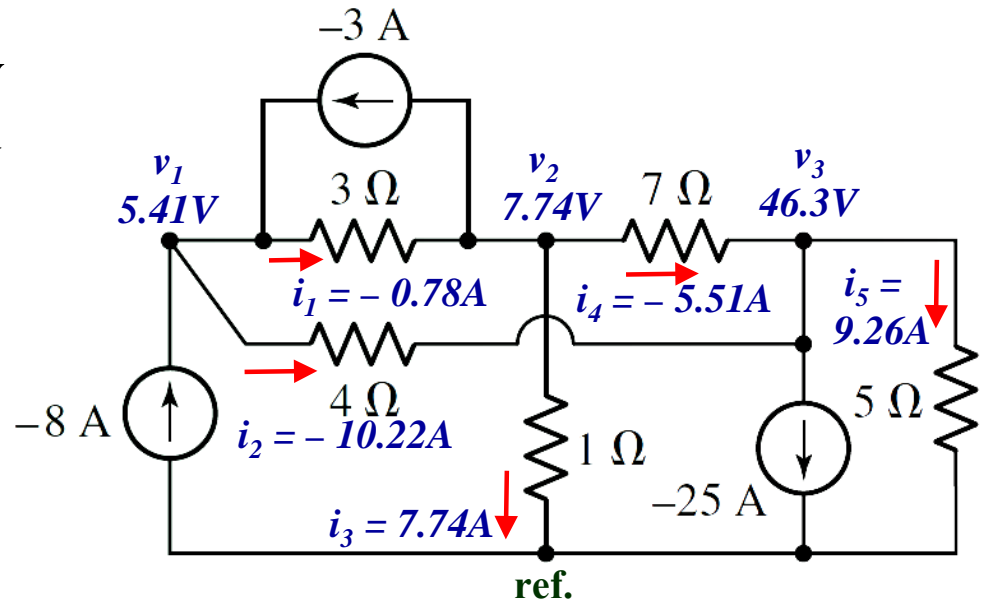 –3 A
v1
5.41V
3 Ω
v2
7.74V
7 Ω
v3
46.3V
i1 = – 0.78A
i4 = – 5.51A
i5 =
9.26A
–8 A
4 Ω
i2 = – 10.22A
1 Ω
5 Ω
–25 A
i3 = 7.74A
ref.